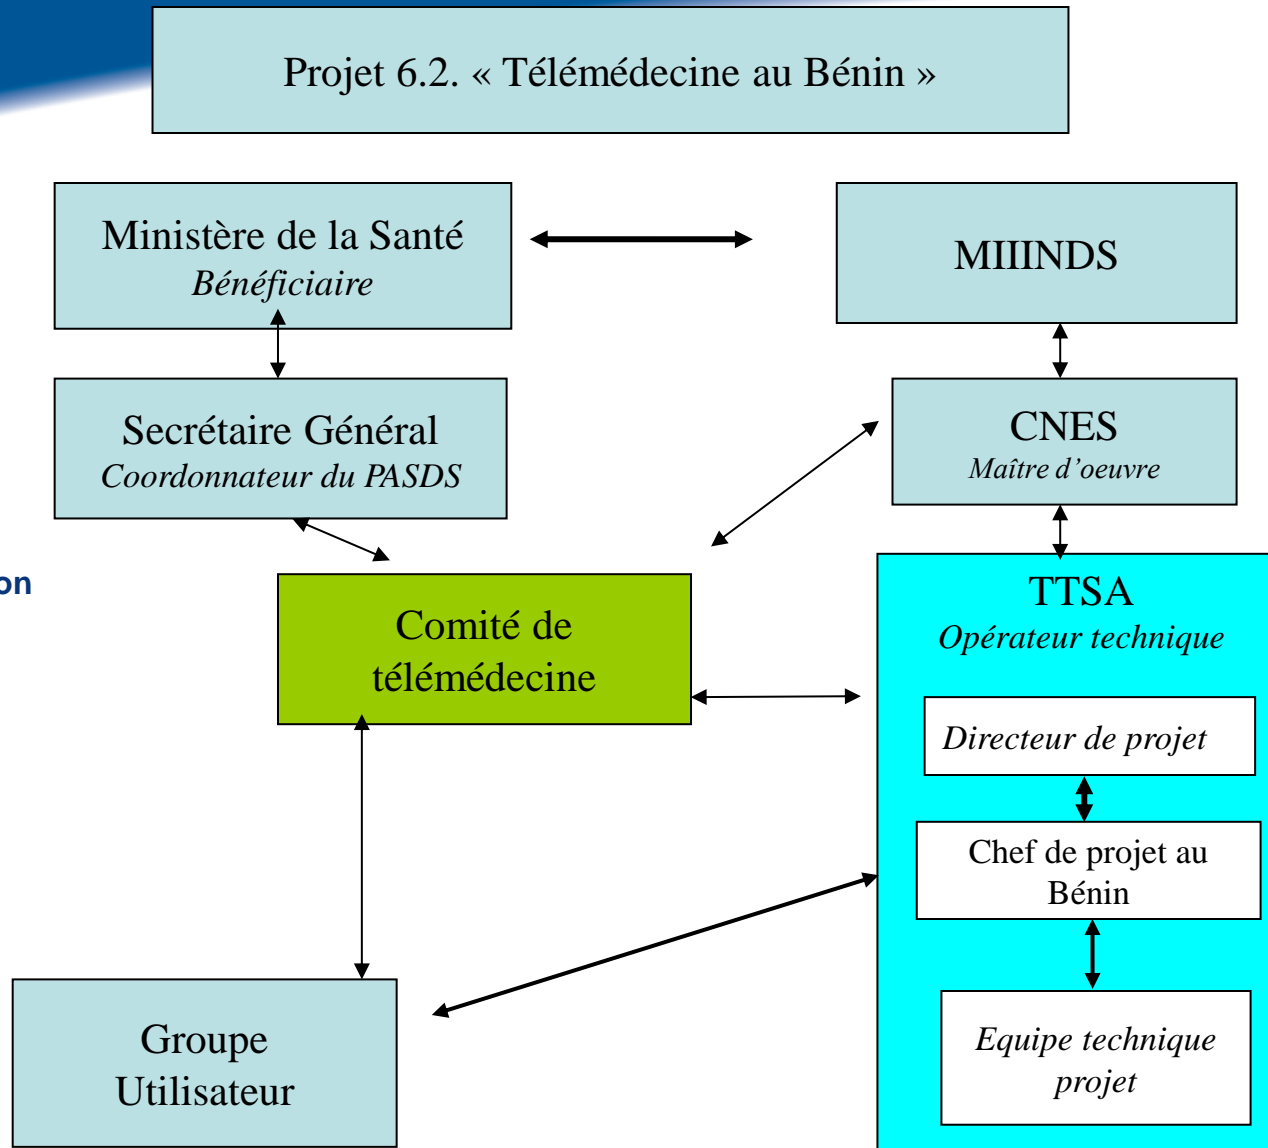 Projet 6.2. « Télémédecine au Bénin »
Ministère de la Santé
Bénéficiaire
MIIINDS
Secrétaire Général
Coordonnateur du PASDS
CNES
Maître d’oeuvre
on
Comité de
télémédecine
TTSA
Opérateur technique
Directeur de projet
Chef de projet au
Bénin
Groupe
Utilisateur
Equipe technique
projet